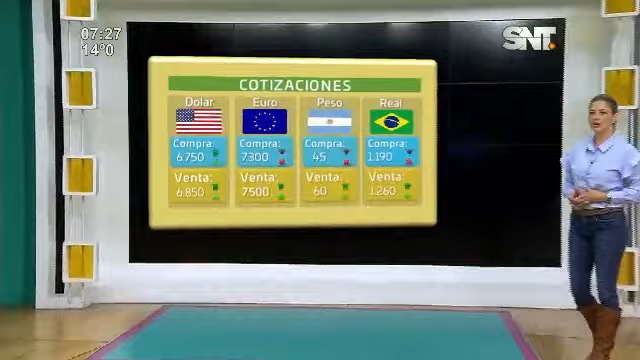 07:27
14°0
SNT.
COTIZACIONES
Dolar Euro Peso Real
Compra: Compra: Compra: Compra:
6.750 7300 45 1.190
Venta: Venta: Venta: Venta:
6.850 7500 60 1.260